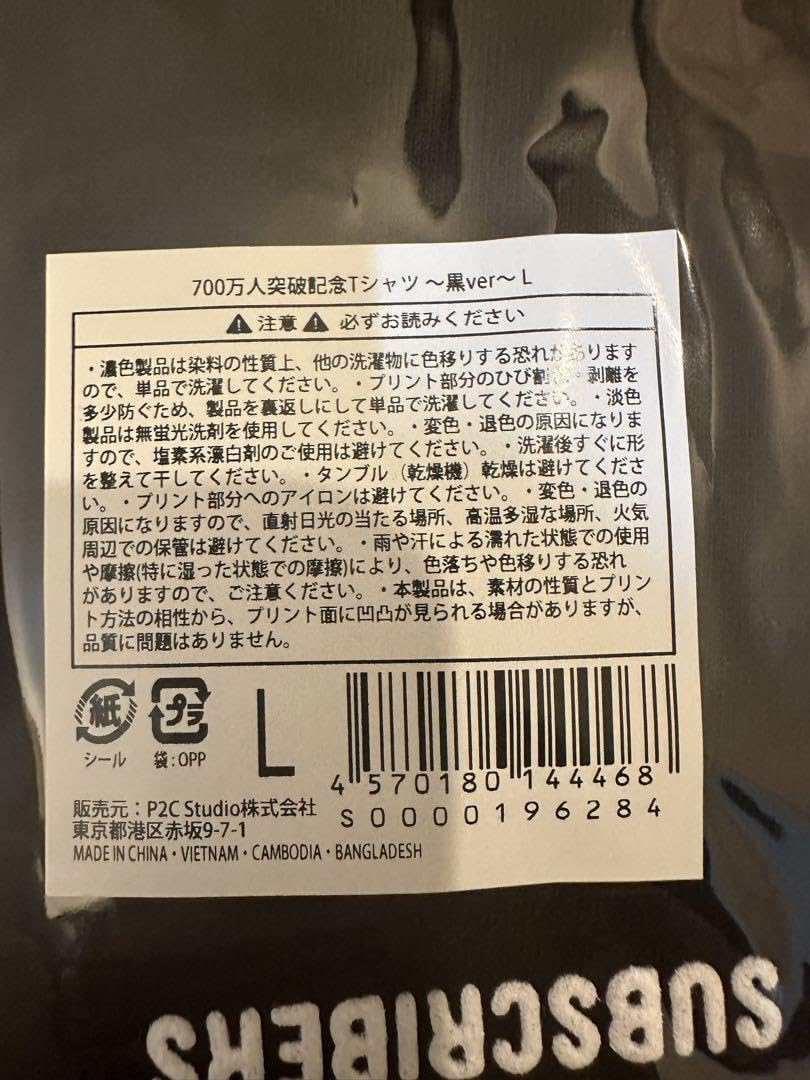 700万人突破記念Tシャツ ～黒ver～ L
注意 必ずお読みください
・濃色製品は染料の性質上、他の洗濯物に色移りする恐れがあります
ので、単品で洗濯してください。・プリント部分のひび割れ・剥離を
多少防ぐため、製品を裏返しにして単品で洗濯してください。・淡色
製品は無蛍光洗剤を使用してください。・変色・退色の原因になりま
すので、塩素系漂白剤のご使用は避けてください。・洗濯後すぐに形
を整えて干してください。・タンブル（乾燥機）乾燥は避けてくださ
い。・プリント部分へのアイロンは避けてください。・変色・退色の
原因になりますので、直射日光の当たる場所、高温多湿な場所、火気
周辺での保管は避けてください。・雨や汗による濡れた状態での使用
や摩擦(特に湿った状態での摩擦)により、色落ちや色移りする恐れ
がありますので、ご注意ください。・本製品は、素材の性質とプリン
ト方法の相性から、プリント面に凹凸が見られる場合がありますが、
品質に問題はありません。
紙 プラ L
シール 袋:OPP
4 570180 144468
S0000196284
販売元：P2C Studio株式会社
東京都港区赤坂9-7-1
MADE IN CHINA・VIETNAM・CAMBODIA・BANGLADESH
SUBSCRIBERS